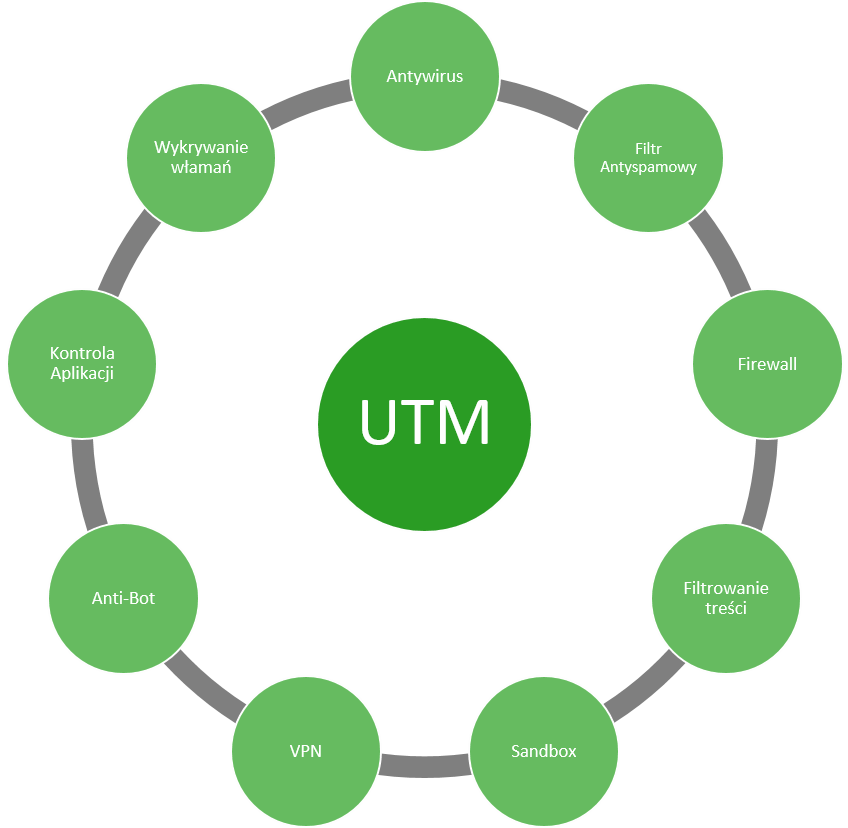 Antywirus
Filtr
Antyspamowy
Firewall
Filtrowanie
treści
Sandbox
VPN
Anti-Bot
Kontrola
Aplikacji
Wykrywanie
włamań
UTM